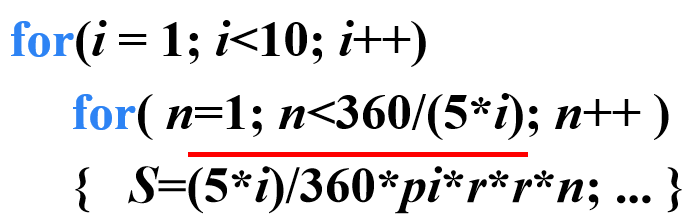 for(i = 1; i<10; i++)
for( n=1; n<360/(5*i); n++ )
{ S=(5*i)/360*pi*r*r*n; ... }